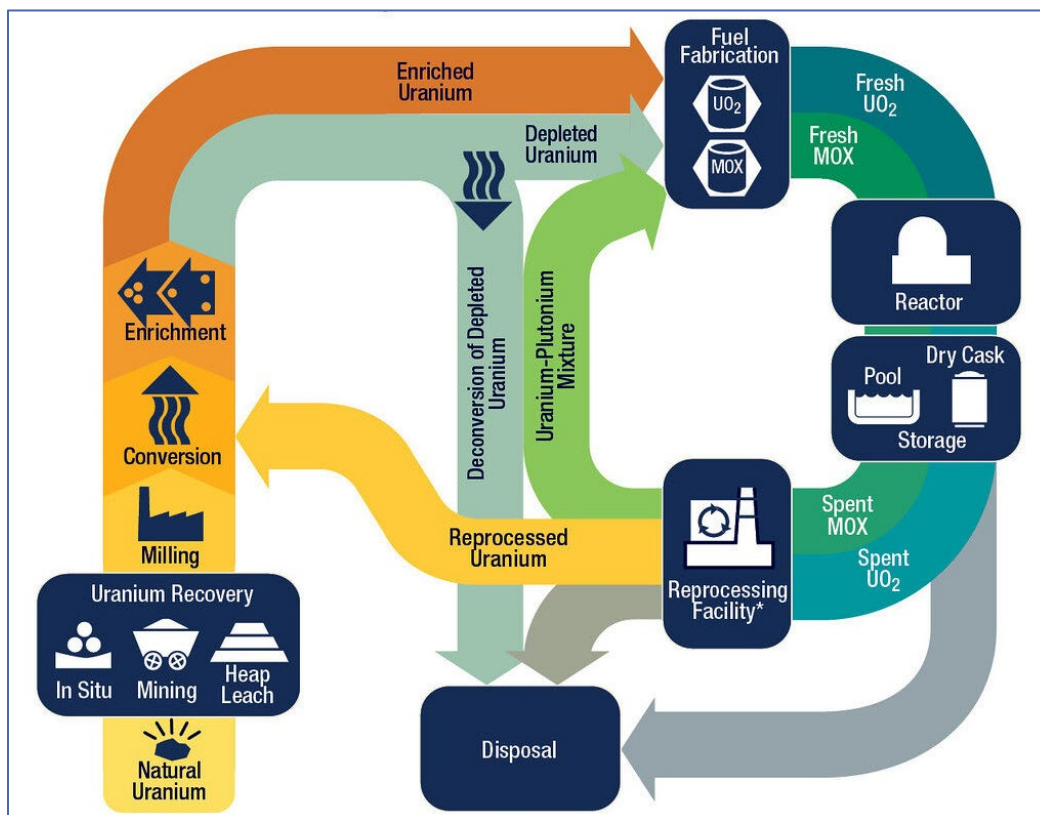 Fuel
Fabrication
UO2
MOX
Enriched
Uranium
Depleted
Uranium
Fresh
UO2
Fresh
MOX
Reactor
Dry Cask
Pool
Storage
Enrichment
Conversion
Milling
Uranium Recovery
In Situ
Mining
Heap
Leach
Natural
Uranium
Deconversion of Depleted
Uranium
Uranium-Plutonium
Mixture
Reprocessed
Uranium
Reprocessing
Facility*
Spent
MOX
Spent
UO2
Disposal